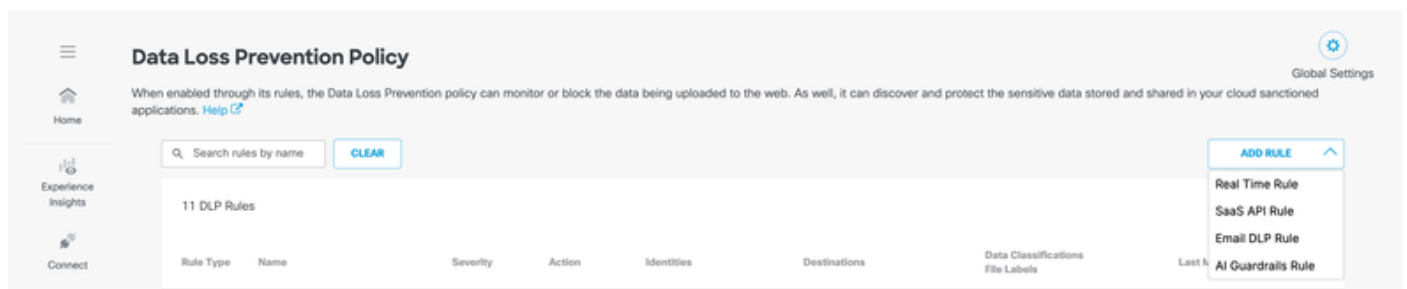 Data Loss Prevention Policy
Global Settings
When enabled through its rules, the Data Loss Prevention policy can monitor or block the data being uploaded to the web. As well, it can discover and protect the sensitive data stored and shared in your cloud sanctioned
applications. Help
Home
Search rules by name
CLEAR
ADD RULE
Real Time Rule
SaaS API Rule
Email DLP Rule
AI Guardrails Rule
Experience
Insights
11 DLP Rules
Connect
Rule Type Name Severity Action Identities Destinations Data Classifications
File Labels
Last